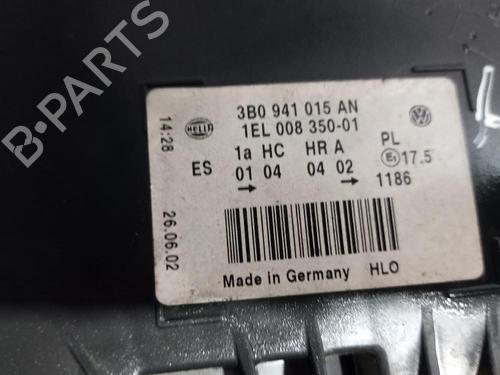 B-PARTS
14:28
HELLA
3B0 941 015 AN
1EL 008 350-01
1a HC HR A PL
ES 01 04 04 02 E1 17.5
→ → 1186
26.06.02
Made in Germany HLO